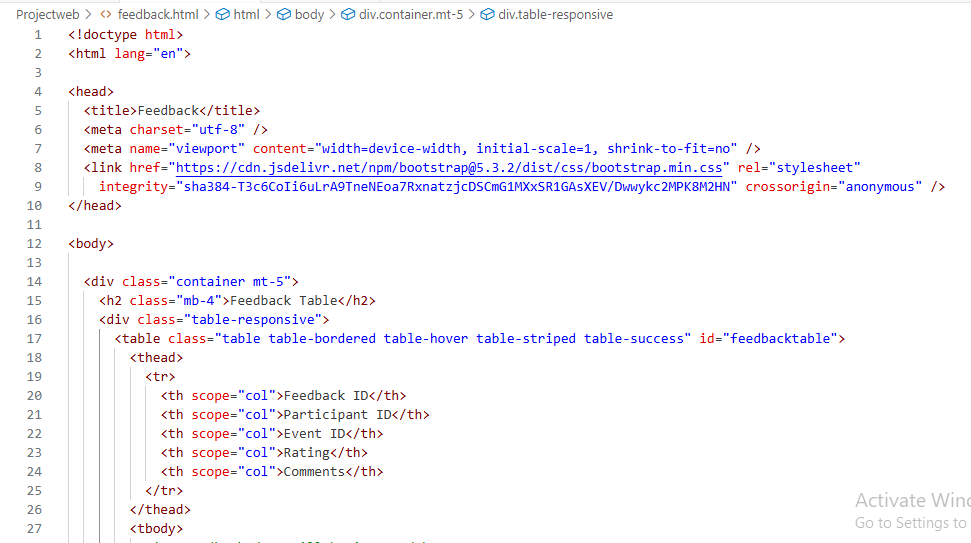 Projectweb > <> feedback.html > html > body > div.container.mt-5 > div.table-responsive
1 <!doctype html>
2 <html lang="en">
3
4 <head>
5 <title>Feedback</title>
6 <meta charset="utf-8" />
7 <meta name="viewport" content="width=device-width, initial-scale=1, shrink-to-fit=no" />
8 <link href="https://cdn.jsdelivr.net/npm/bootstrap@5.3.2/dist/css/bootstrap.min.css" rel="stylesheet"
9 integrity="sha384-T3c6CoIi6uLrA9TneNEoa7RxnatzjcDSCmG1MXxSR1GAsXEV/Dwwykc2MPK8M2HN" crossorigin="anonymous" />
10 </head>
11
12 <body>
13
14 <div class="container mt-5">
15 <h2 class="mb-4">Feedback Table</h2>
16 <div class="table-responsive">
17 <table class="table table-bordered table-hover table-striped table-success" id="feedbacktable">
18 <thead>
19 <tr>
20 <th scope="col">Feedback ID</th>
21 <th scope="col">Participant ID</th>
22 <th scope="col">Event ID</th>
23 <th scope="col">Rating</th>
24 <th scope="col">Comments</th>
25 </tr>
26 </thead>
27 <tbody>
Activate Win
Go to Settings to